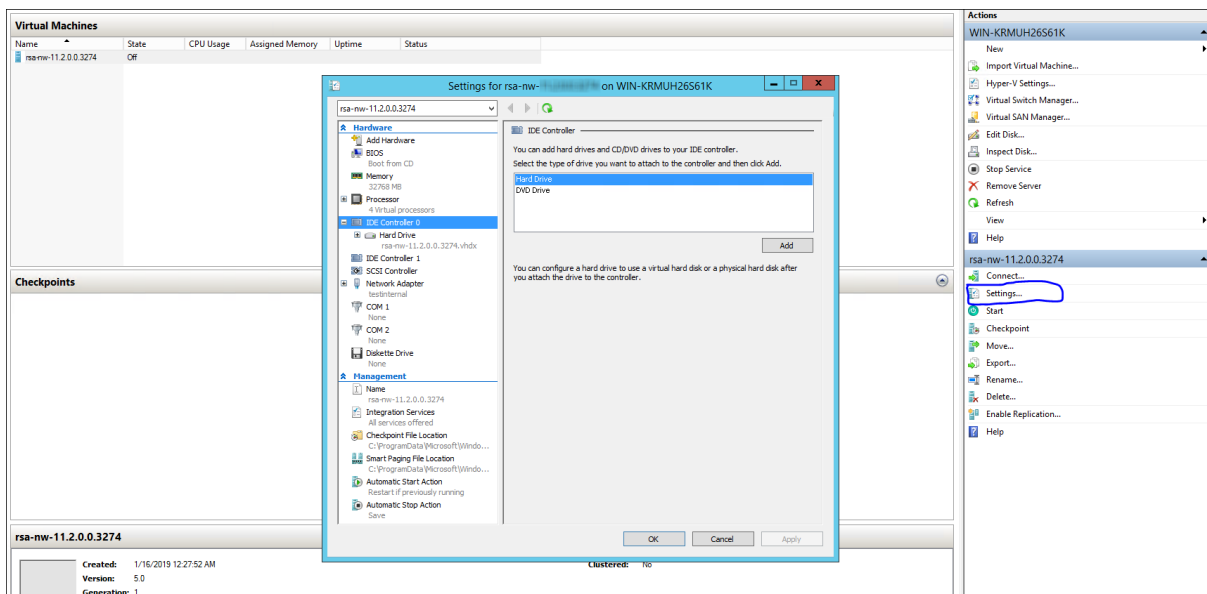 Virtual Machines
Name State CPU Usage Assigned Memory Uptime Status
rsa-nw-11.2.0.0.3274 Off
Checkpoints
rsa-nw-11.2.0.0.3274
Created: 1/16/2019 12:27:52 AM
Clustered: No
Version: 5.0
Generation: 1
Settings for rsa-nw- on WIN-KRMUH26S61K
rsa-nw-11.2.0.0.3274
Hardware
Add Hardware
BIOS
Boot from CD
Memory
32768 MB
Processor
4 Virtual processors
IDE Controller 0
Hard Drive
rsa-nw-11.2.0.0.3274.vhdx
IDE Controller 1
SCSI Controller
Network Adapter
testinternal
COM 1
None
COM 2
None
Diskette Drive
None
Management
Name
rsa-nw-11.2.0.0.3274
Integration Services
All services offered
Checkpoint File Location
C:\ProgramData\Microsoft\Windo...
Smart Paging File Location
C:\ProgramData\Microsoft\Windo...
Automatic Start Action
Restart if previously running
Automatic Stop Action
Save
IDE Controller
You can add hard drives and CD/DVD drives to your IDE controller.
Select the type of drive you want to attach to the controller and then click Add.
Hard Drive
DVD Drive
Add
You can configure a hard drive to use a virtual hard disk or a physical hard disk after
you attach the drive to the controller.
OK Cancel Apply
Actions
WIN-KRMUH26S61K
New
Import Virtual Machine...
Hyper-V Settings...
Virtual Switch Manager...
Virtual SAN Manager...
Edit Disk...
Inspect Disk...
Stop Service
Remove Server
Refresh
View
Help
rsa-nw-11.2.0.0.3274
Connect...
Settings...
Start
Checkpoint
Move...
Export...
Rename...
Delete...
Enable Replication...
Help